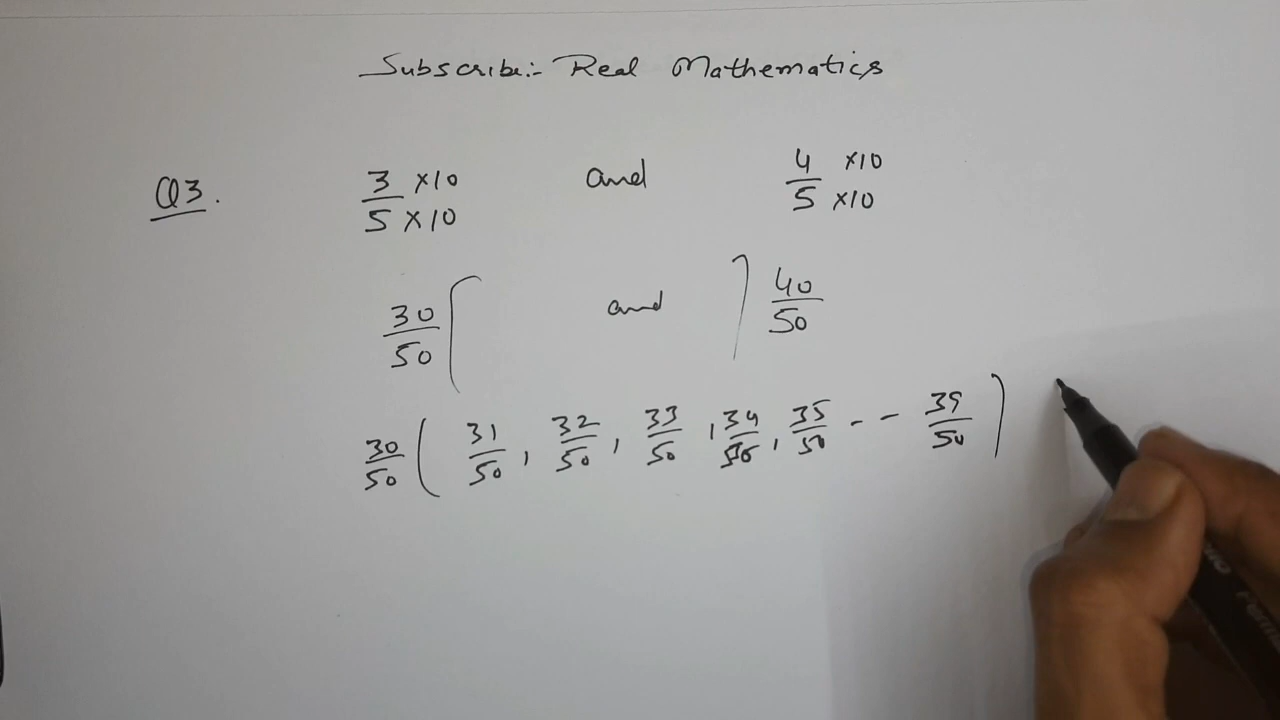 Subscribe:- Real Mathematics
Q3. 3/5 ×10/×10 and 4/5 ×10/×10
30/50 ( and ) 40/50
30/50 ( 31/50, 32/50, 33/50, 34/50, 35/50 - - 39/50 )